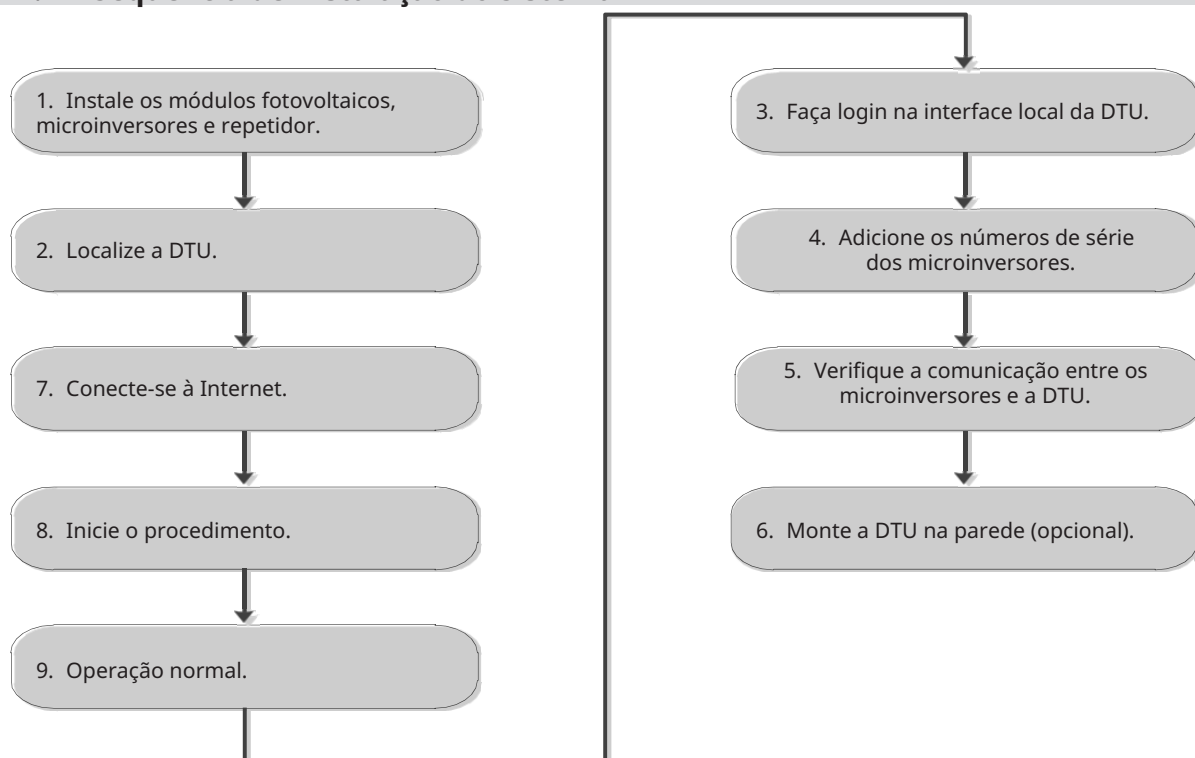 1. Instale os módulos fotovoltaicos,
microinversores e repetidor.
2. Localize a DTU.
7. Conecte-se à Internet.
8. Inicie o procedimento.
9. Operação normal.
3. Faça login na interface local da DTU.
4. Adicione os números de série
dos microinversores.
5. Verifique a comunicação entre os
microinversores e a DTU.
6. Monte a DTU na parede (opcional).